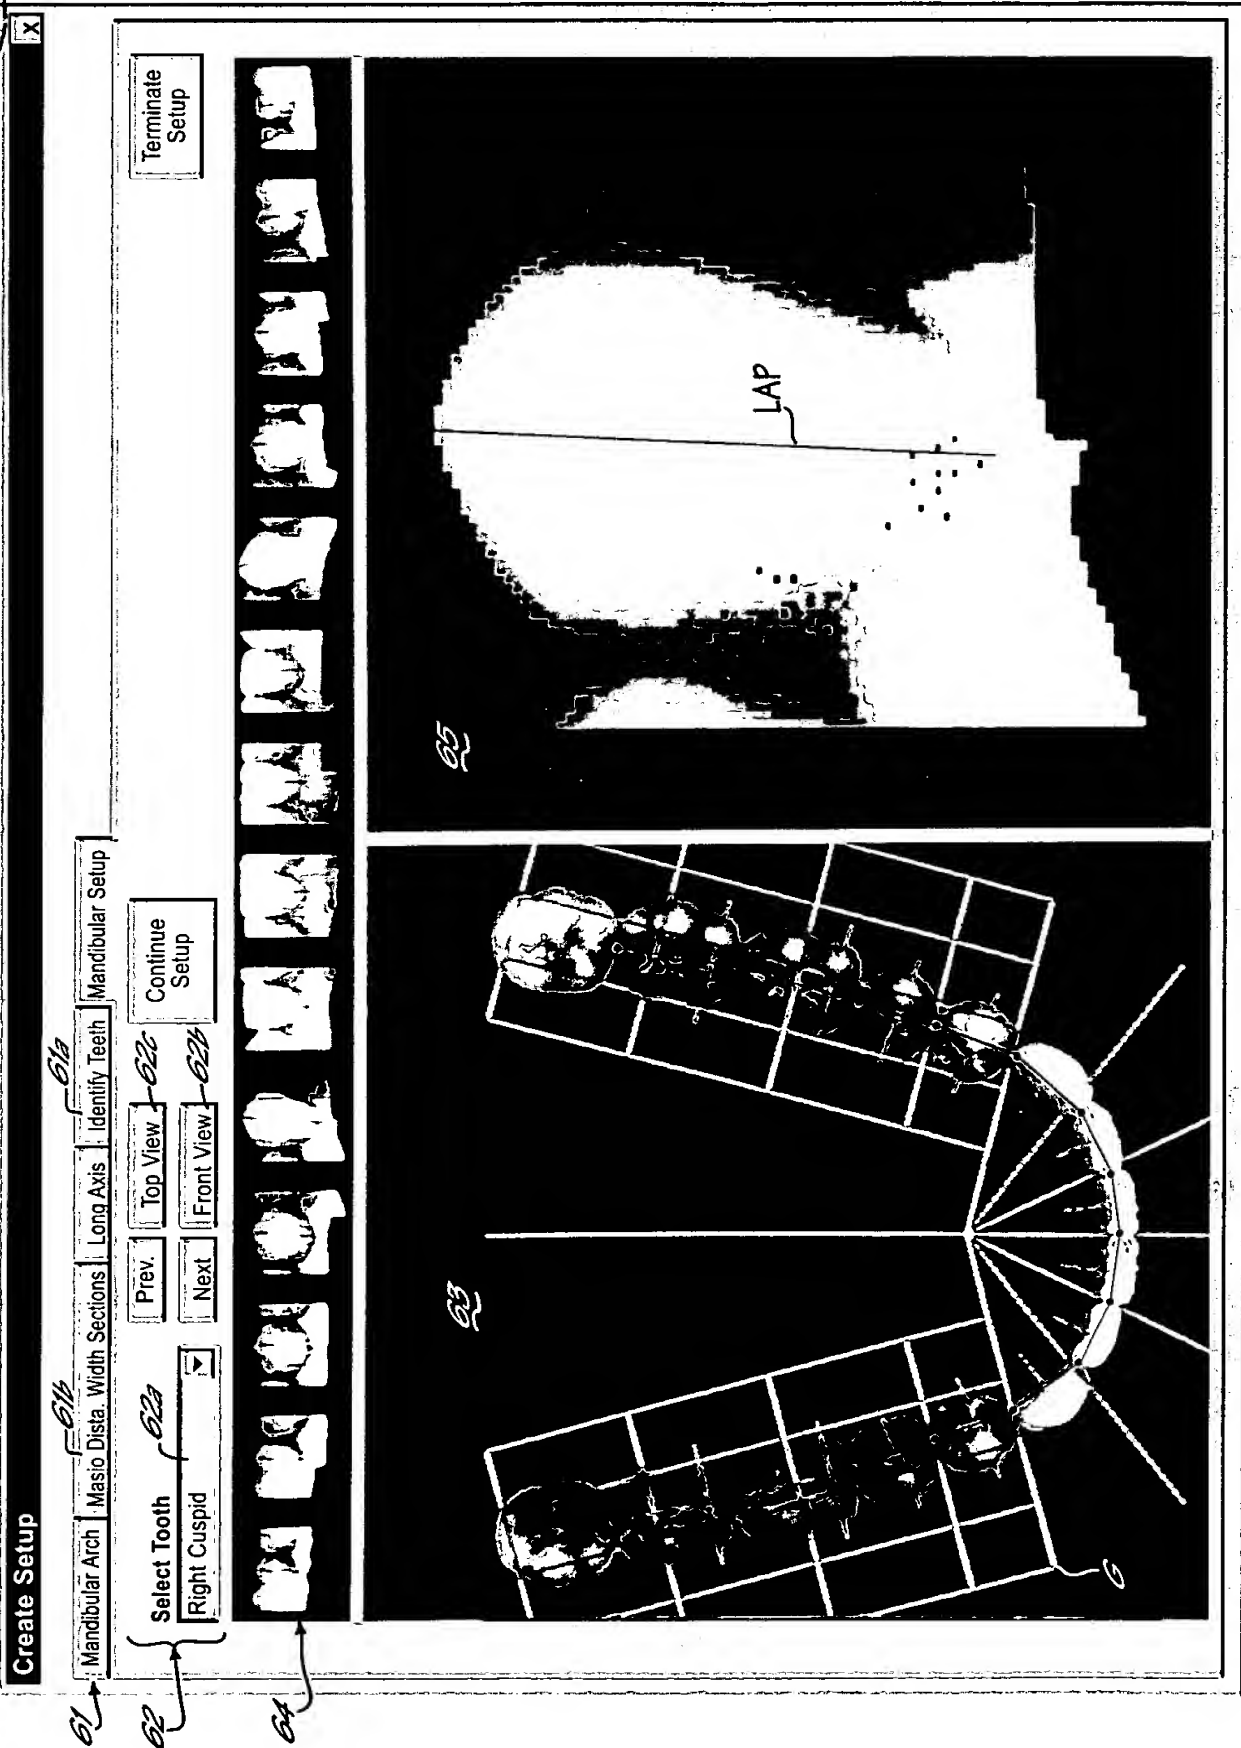 Create Setup
X
61
61b
61a
Mandibular Arch
Masio Dista. Width Sections
Long Axis
Identify Teeth
Mandibular Setup
62
Select Tooth
62a
Right Cuspid
Prev.
Top View
62c
Next
Front View
62b
Continue
Setup
Terminate
Setup
64
63
65
LAP
G